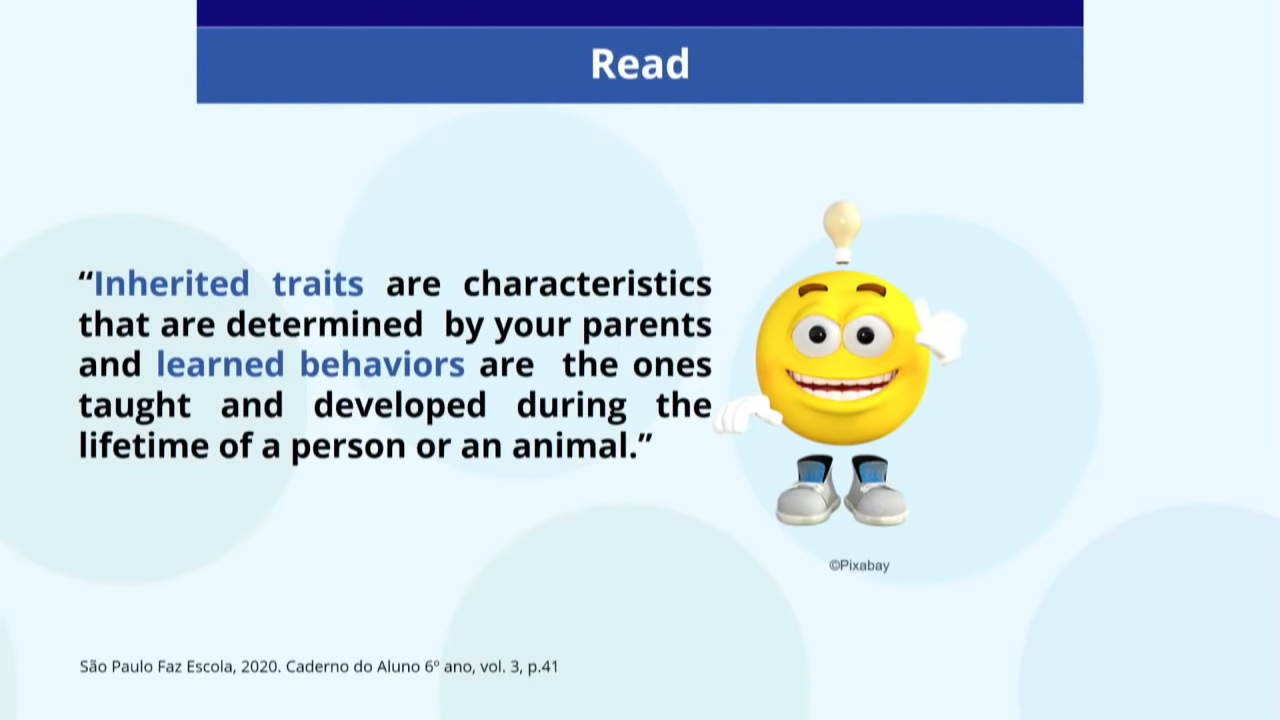 Read
“Inherited traits are characteristics
that are determined by your parents
and learned behaviors are the ones
taught and developed during the
lifetime of a person or an animal.”
©Pixabay
São Paulo Faz Escola, 2020. Caderno do Aluno 6º ano, vol. 3, p.41